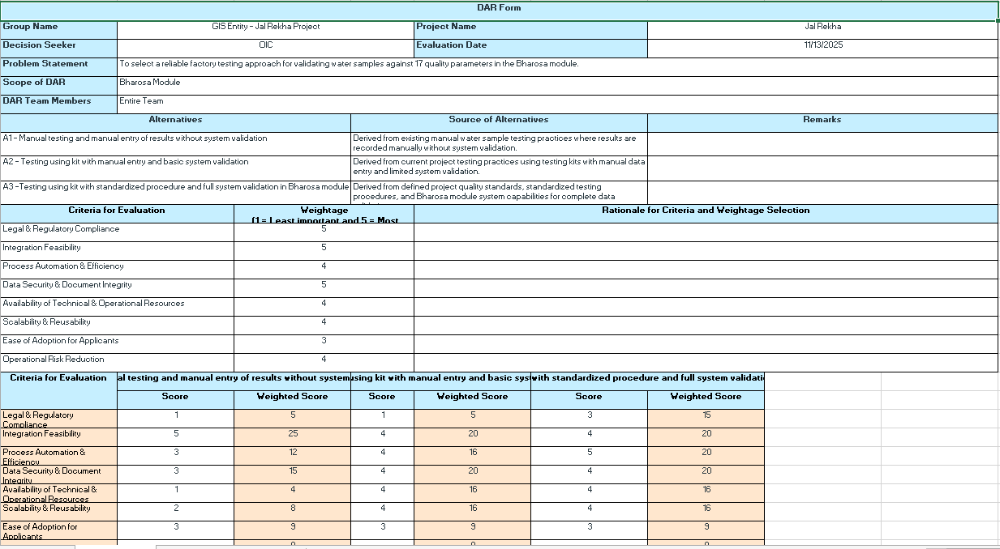 DAR Form
Group Name GIS Entity - Jal Rekha Project Project Name Jal Rekha
Decision Seeker OIC Evaluation Date 11/13/2025
Problem Statement To select a reliable factory testing approach for validating water samples against 17 quality parameters in the Bharosa module.
Scope of DAR Bharosa Module
DAR Team Members Entire Team
Alternatives Source of Alternatives Remarks
A1 - Manual testing and manual entry of results without system validation Derived from existing manual water sample testing practices where results are
recorded manually without system validation.
A2 - Testing using kit with manual entry and basic system validation Derived from current project testing practices using testing kits with manual data
entry and limited system validation.
A3 -Testing using kit with standardized procedure and full system validation in Bharosa module Derived from defined project quality standards, standardized testing
procedures, and Bharosa module system capabilities for complete data
Criteria for Evaluation Weightage Rationale for Criteria and Weightage Selection
(1 = Least important and 5 = Most
Legal & Regulatory Compliance 5
Integration Feasibility 5
Process Automation & Efficiency 4
Data Security & Document Integrity 5
Availability of Technical & Operational Resources 4
Scalability & Reusability 4
Ease of Adoption for Applicants 3
Operational Risk Reduction 4
Criteria for Evaluation al testing and manual entry of results without system using kit with manual entry and basic sys with standardized procedure and full system validati
Score Weighted Score Score Weighted Score Score Weighted Score
Legal & Regulatory
Compliance 1 5 1 5 3 15
Integration Feasibility 5 25 4 20 4 20
Process Automation &
Efficiency 3 12 4 16 5 20
Data Security & Document
Integrity 3 15 4 20 4 20
Availability of Technical &
Operational Resources 1 4 4 16 4 16
Scalability & Reusability 2 8 4 16 4 16
Ease of Adoption for
Applicants 3 9 3 9 3 9